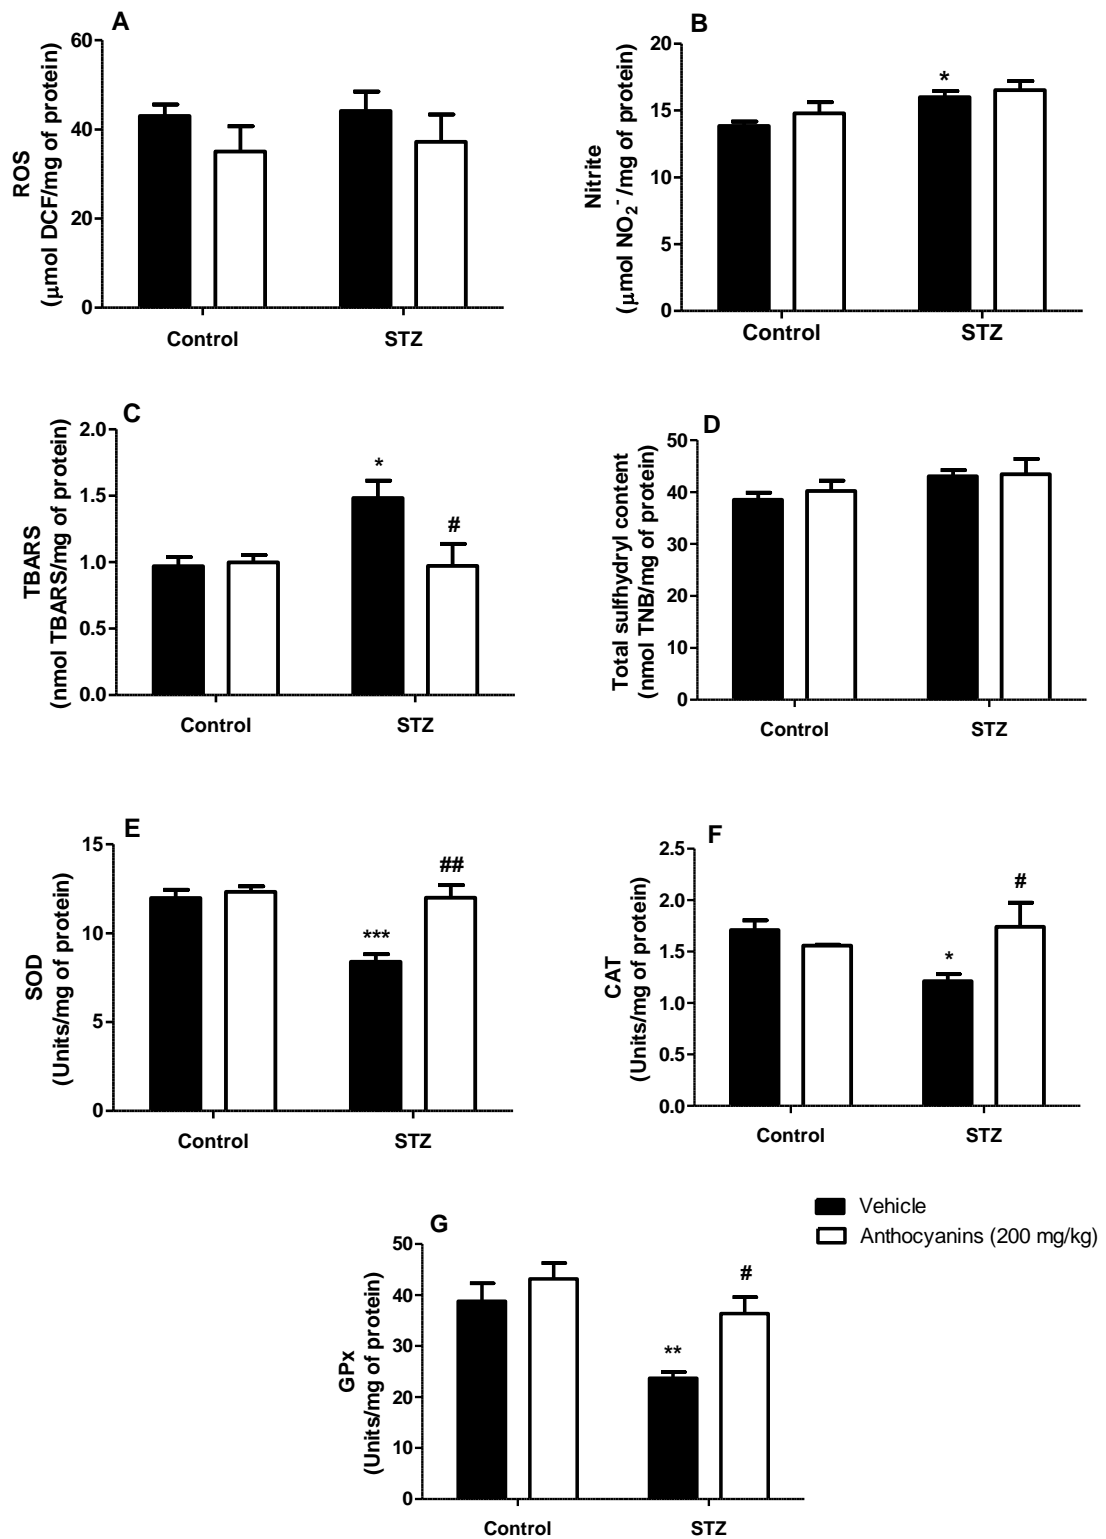 A
ROS
(μmol DCF/mg of protein)
60
40
20
0
Control
STZ
B
Nitrite
(μmol NO2-/mg of protein)
20
15
10
5
0
*
Control
STZ
C
TBARS
(nmol TBARS/mg of protein)
2.0
1.5
1.0
0.5
0.0
*
#
Control
STZ
D
Total sulfhydryl content
(nmol TNB/mg of protein)
50
40
30
20
10
0
Control
STZ
E
SOD
(Units/mg of protein)
15
10
5
0
***
##
Control
STZ
F
CAT
(Units/mg of protein)
2.5
2.0
1.5
1.0
0.5
0.0
*
#
Control
STZ
Vehicle
Anthocyanins (200 mg/kg)
G
GPx
(Units/mg of protein)
50
40
30
20
10
0
**
#
Control
STZ